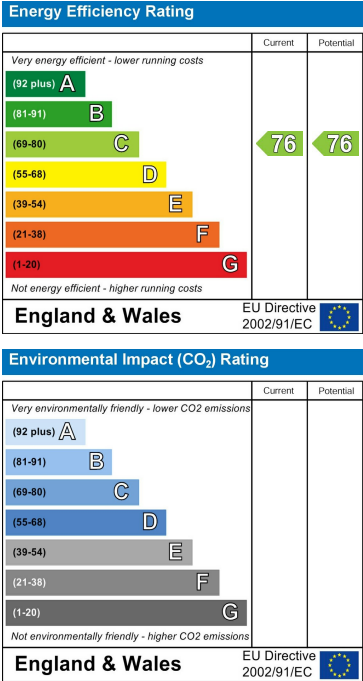 Energy Efficiency Rating
Current Potential
Very energy efficient - lower running costs
(92 plus) A
(81-91) B
(69-80) C 76 76
(55-68) D
(39-54) E
(21-38) F
(1-20) G
Not energy efficient - higher running costs
England & Wales EU Directive 2002/91/EC
Environmental Impact (CO₂) Rating
Current Potential
Very environmentally friendly - lower CO2 emissions
(92 plus) A
(81-91) B
(69-80) C
(55-68) D
(39-54) E
(21-38) F
(1-20) G
Not environmentally friendly - higher CO2 emissions
England & Wales EU Directive 2002/91/EC